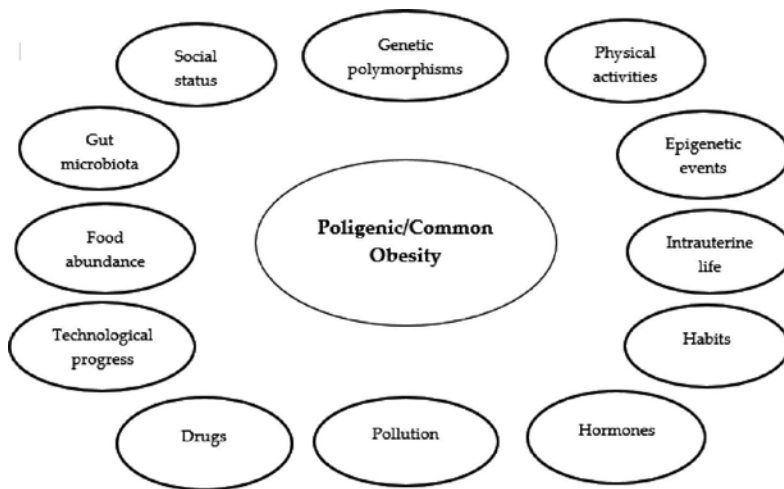 Social
status
Genetic
polymorphisms
Physical
activities
Gut
microbiota
Epigenetic
events
Poligenic/Common
Obesity
Food
abundance
Intrauterine
life
Technological
progress
Habits
Drugs
Pollution
Hormones